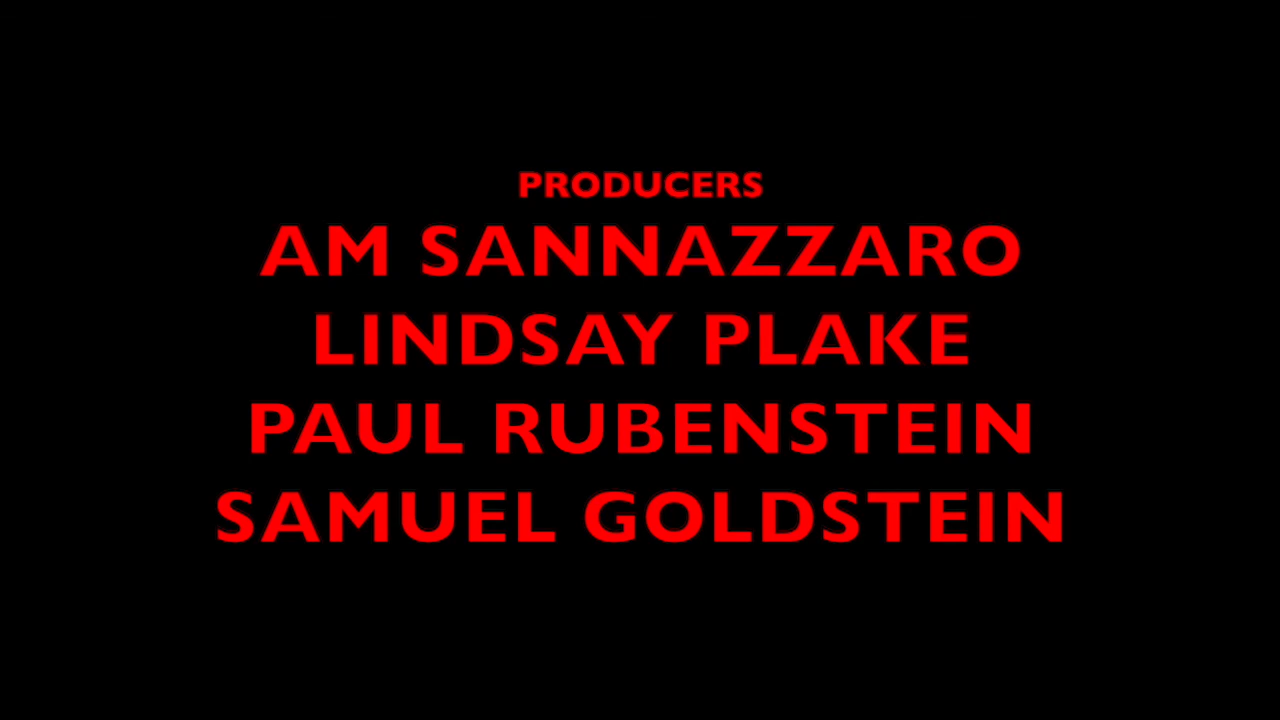 PRODUCERS
AM SANNAZZARO
LINDSAY PLAKE
PAUL RUBENSTEIN
SAMUEL GOLDSTEIN